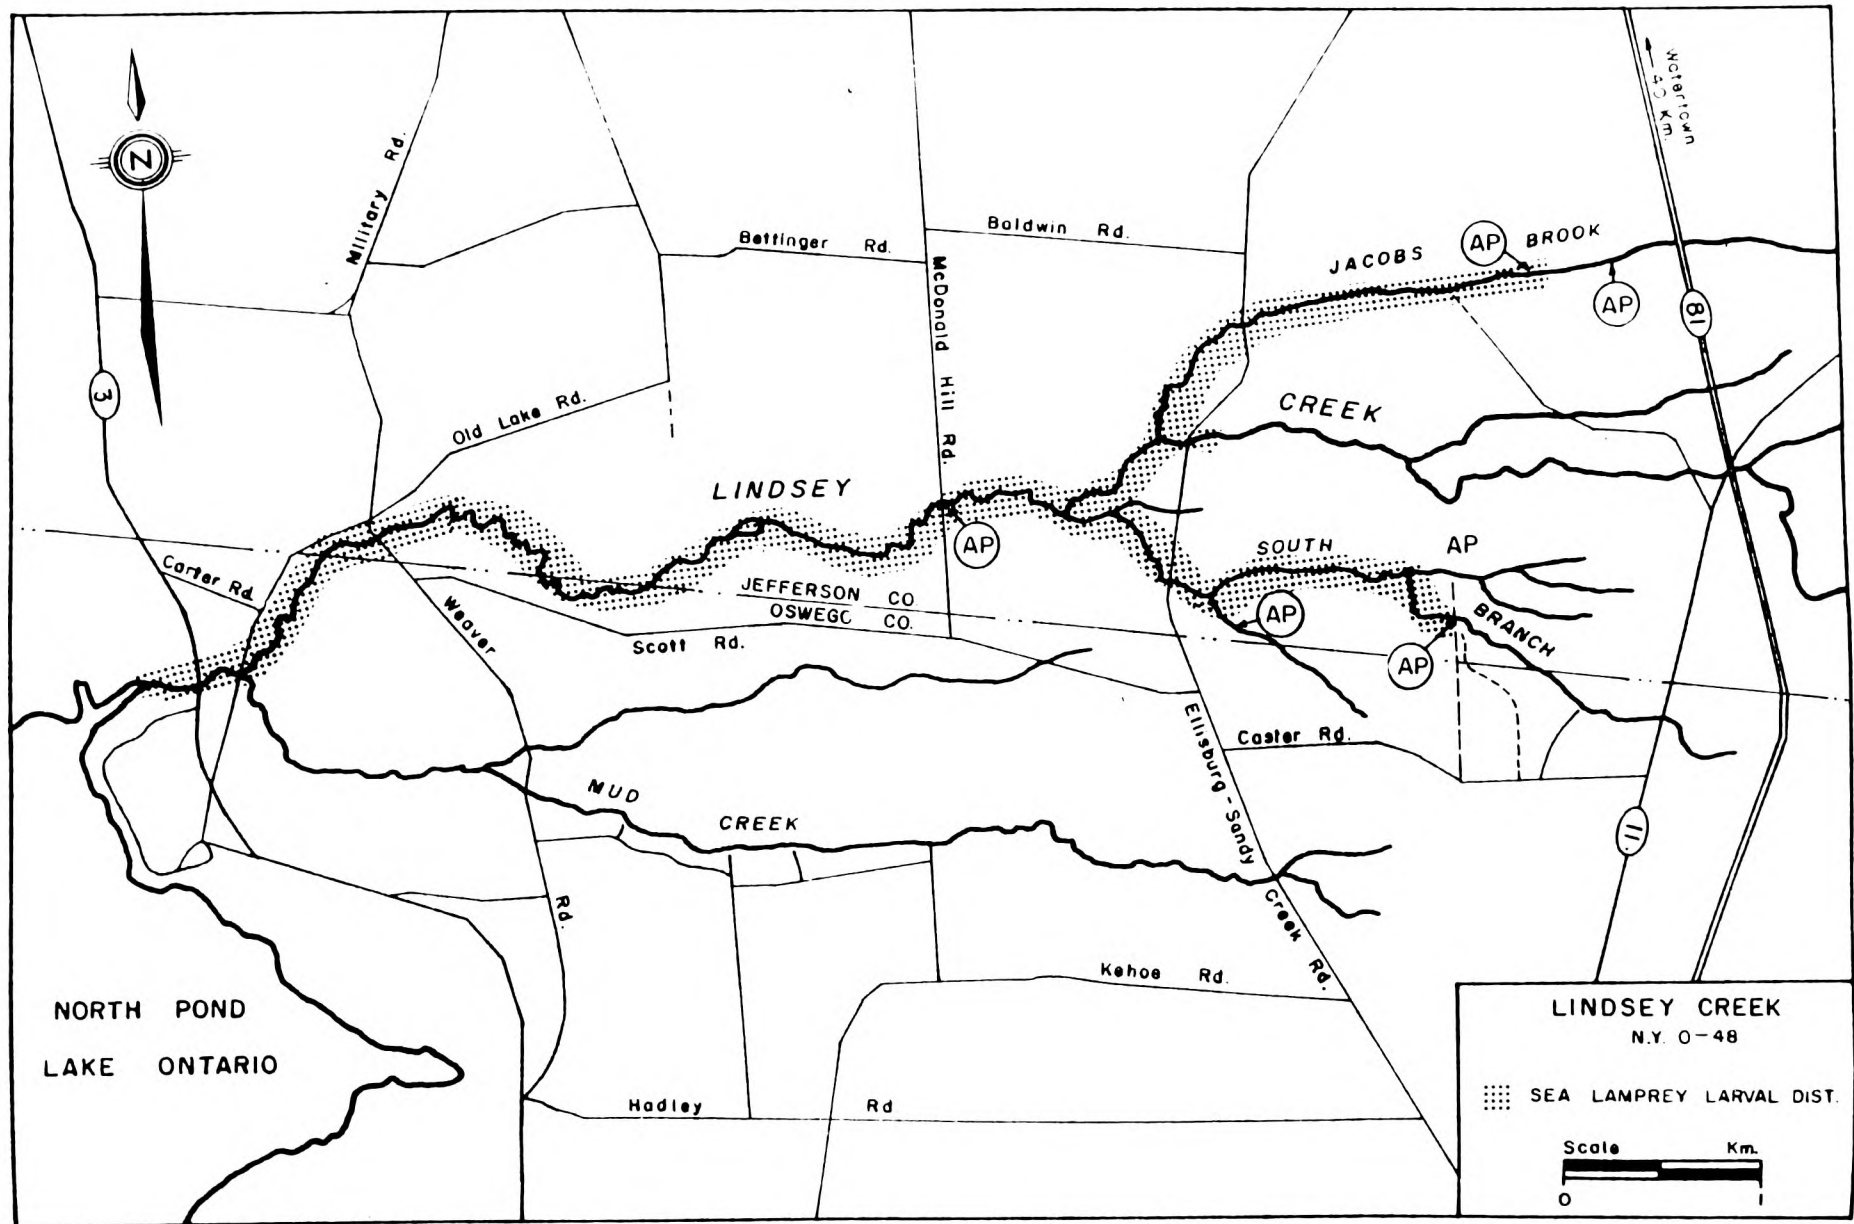 Watertown
40 Km.
N
Military Rd.
Bettinger Rd.
Baldwin Rd.
JACOBS BROOK
AP
AP
81
McDonald Hill Rd.
3
Old Lake Rd.
CREEK
LINDSEY
AP
SOUTH
AP
Carter Rd.
JEFFERSON CO
OSWEGO CO.
Weaver
Scott Rd.
AP
BRANCH
AP
Ellisburg-Sandy
Caster Rd.
MUD
CREEK
11.
Rd.
Creek Rd.
Kehoe Rd.
NORTH POND
LAKE ONTARIO
Hadley Rd
LINDSEY CREEK
N.Y. O-48
SEA LAMPREY LARVAL DIST.
Scale Km.
0 1